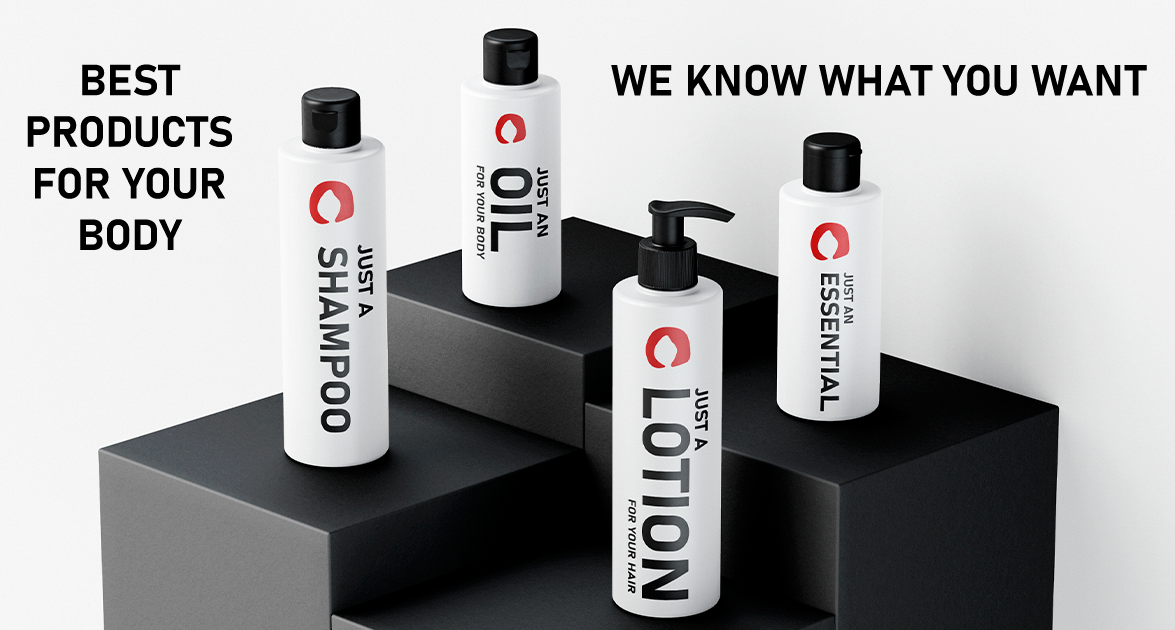 BEST
PRODUCTS
FOR YOUR
BODY
WE KNOW WHAT YOU WANT
JUST A
SHAMPOO
JUST AN
OIL
FOR YOUR BODY
JUST A
LOTION
FOR YOUR HAIR
JUST AN
ESSENTIAL